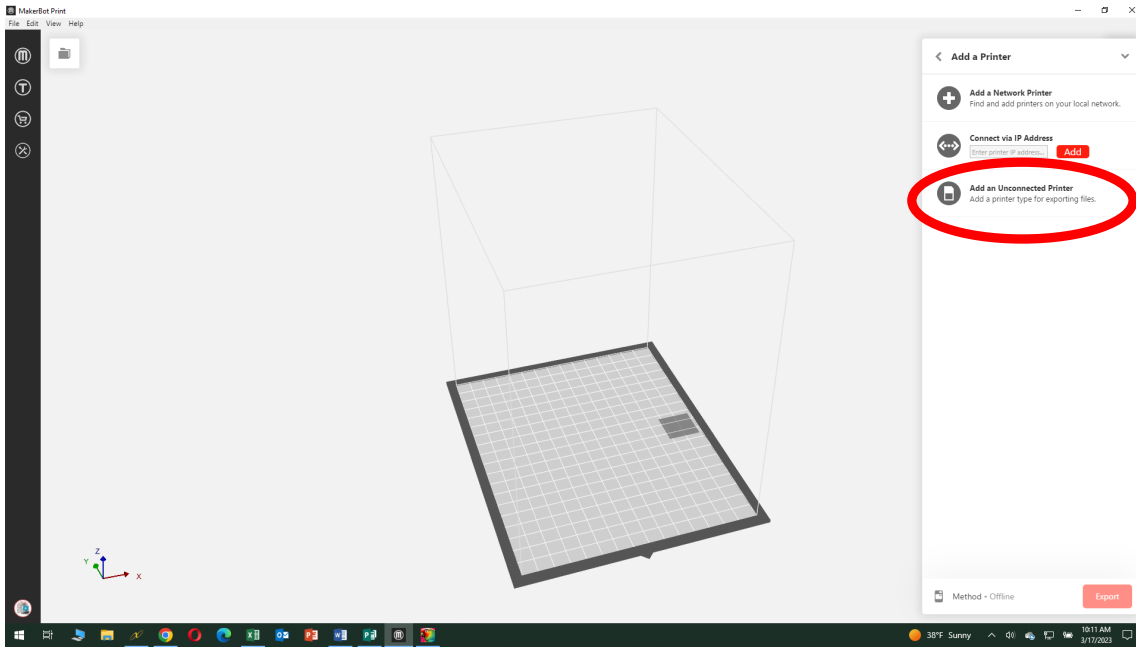 MakerBot Print
File Edit View Help
Add a Printer
Add a Network Printer
Find and add printers on your local network.
Connect via IP Address
Enter printer IP address... Add
Add an Unconnected Printer
Add a printer type for exporting files.
Z
Y
X
Method - Offline Export
38°F Sunny
10:11 AM
3/17/2023